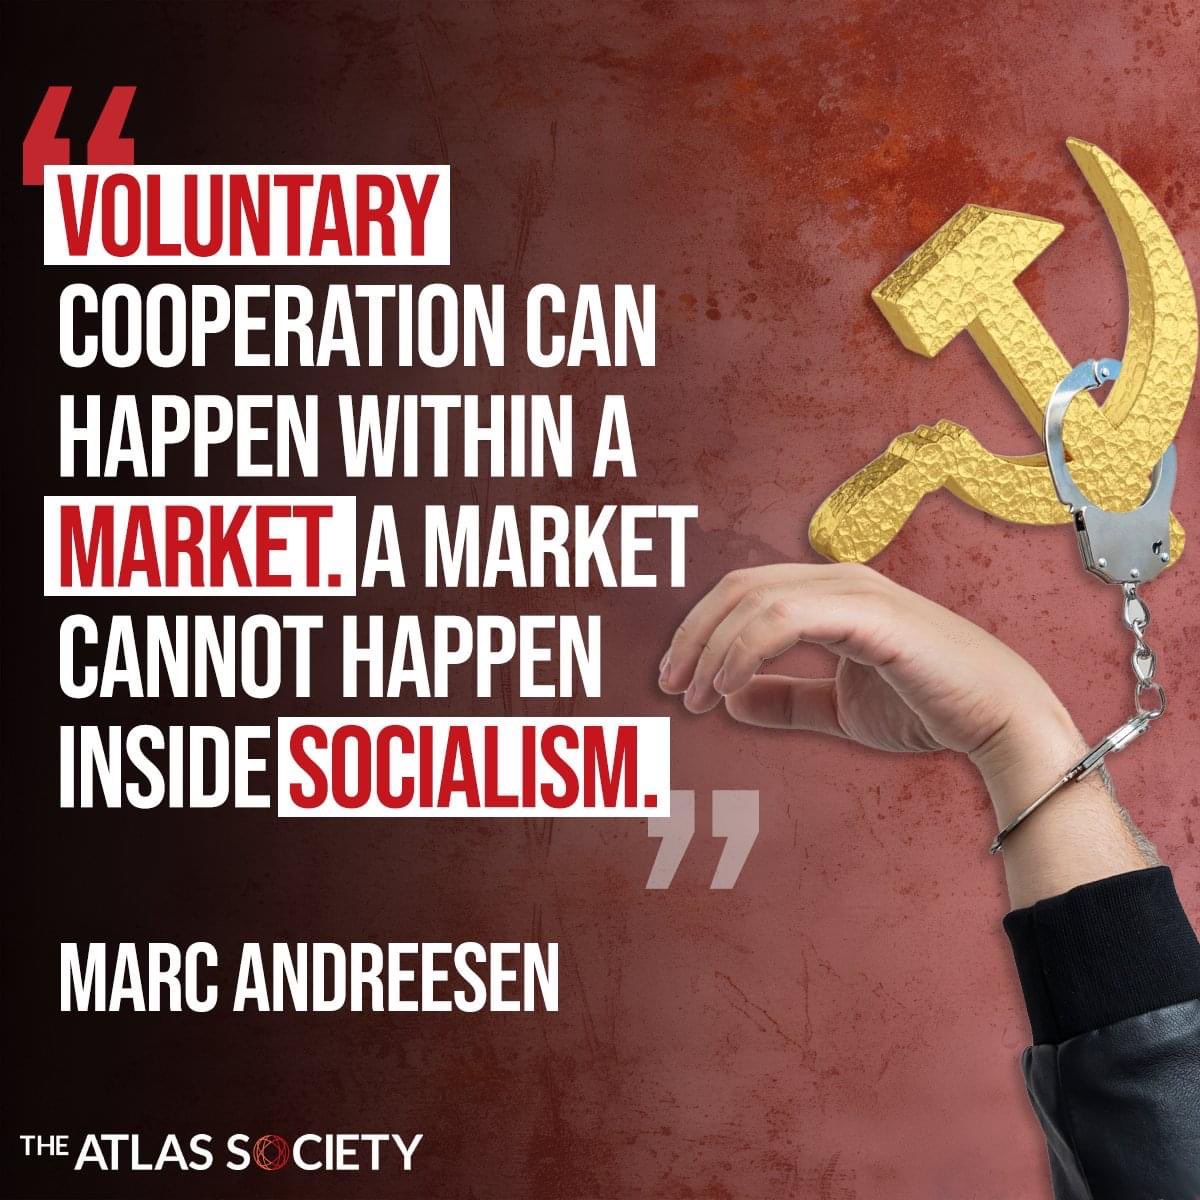 “
VOLUNTARY
COOPERATION CAN
HAPPEN WITHIN A
MARKET. A MARKET
CANNOT HAPPEN
INSIDE SOCIALISM.
”
MARC ANDREESEN
THE ATLAS SOCIETY